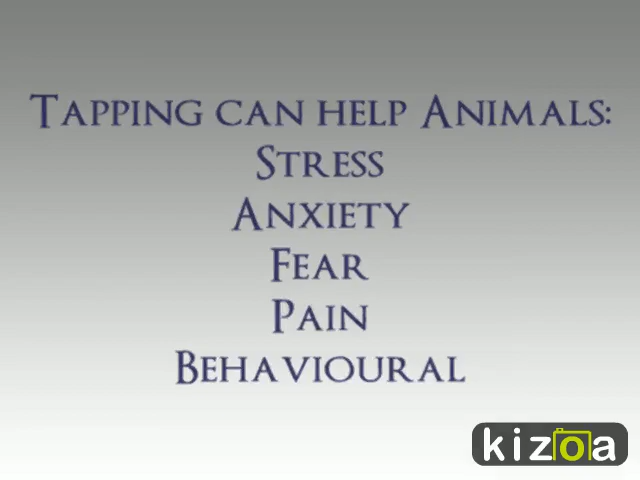 Tapping can help Animals:
Stress
Anxiety
Fear
Pain
Behavioural
kizoa